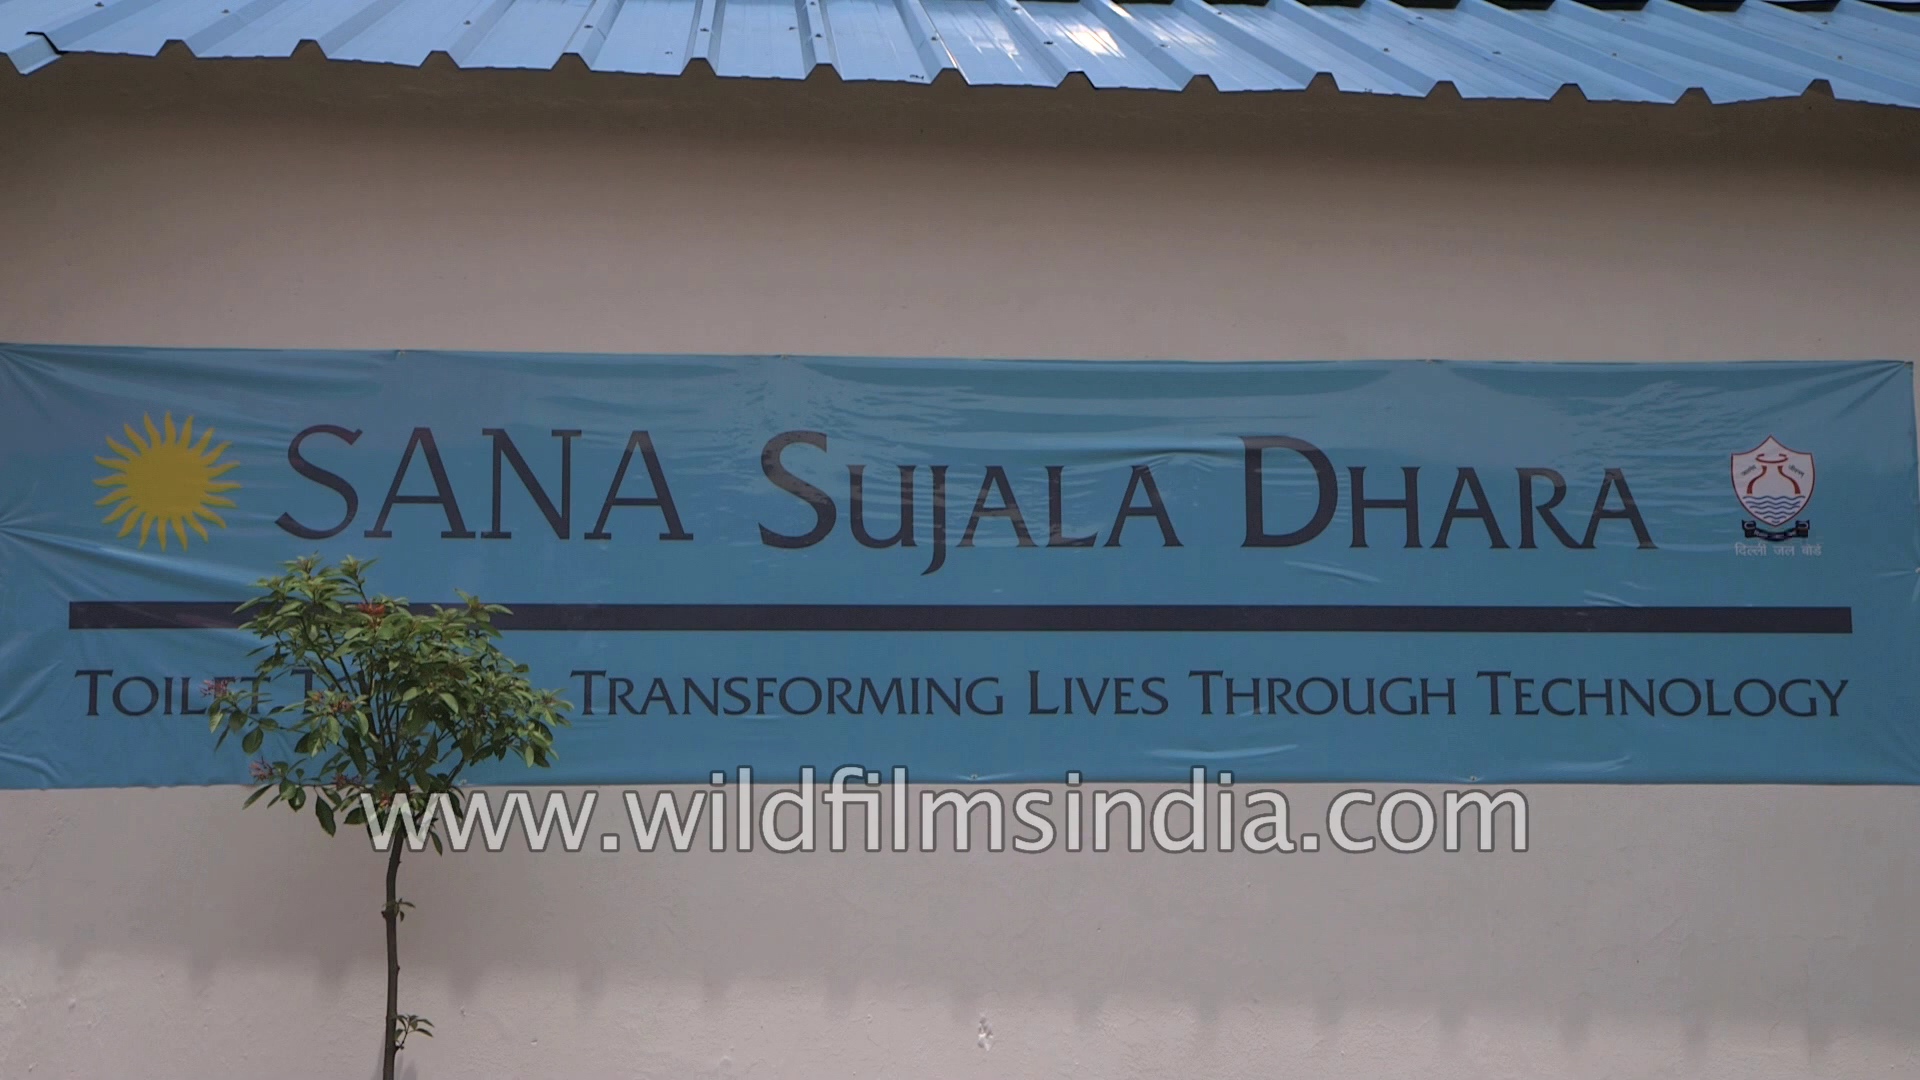 SANA SUJALA DHARA
दिल्ली जल बोर्ड
TOILET TRANSFORMING LIVES THROUGH TECHNOLOGY
www.wildfilmsindia.com